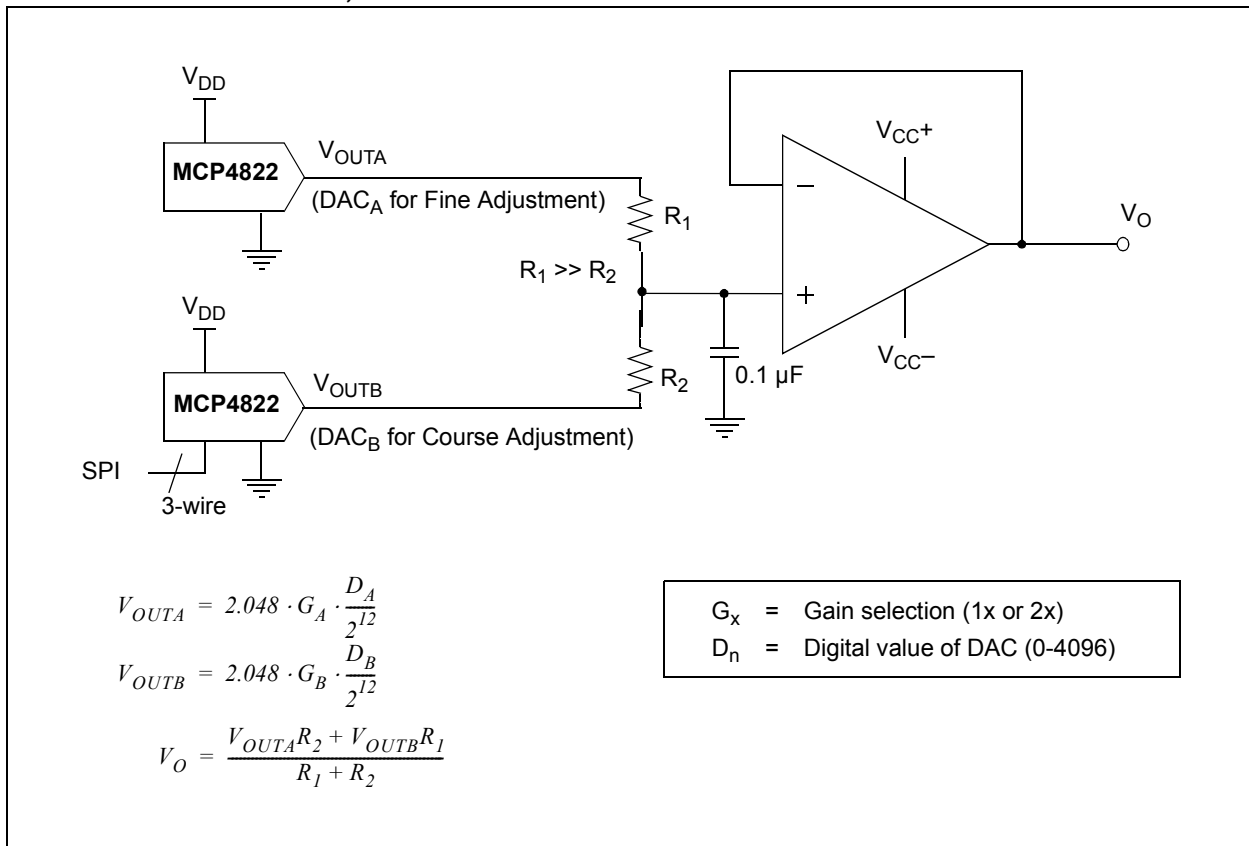 V_DD
MCP4822
V_OUTA
(DAC_A for Fine Adjustment)
R_1
R_1 >> R_2
V_CC+
−
+
V_CC−
V_O
V_DD
MCP4822
V_OUTB
(DAC_B for Course Adjustment)
R_2
0.1 µF
SPI
3-wire
V_OUTA = 2.048 · G_A · D_A / 2^12
V_OUTB = 2.048 · G_B · D_B / 2^12
V_O = (V_OUTA R_2 + V_OUTB R_1) / (R_1 + R_2)
G_x = Gain selection (1x or 2x)
D_n = Digital value of DAC (0-4096)